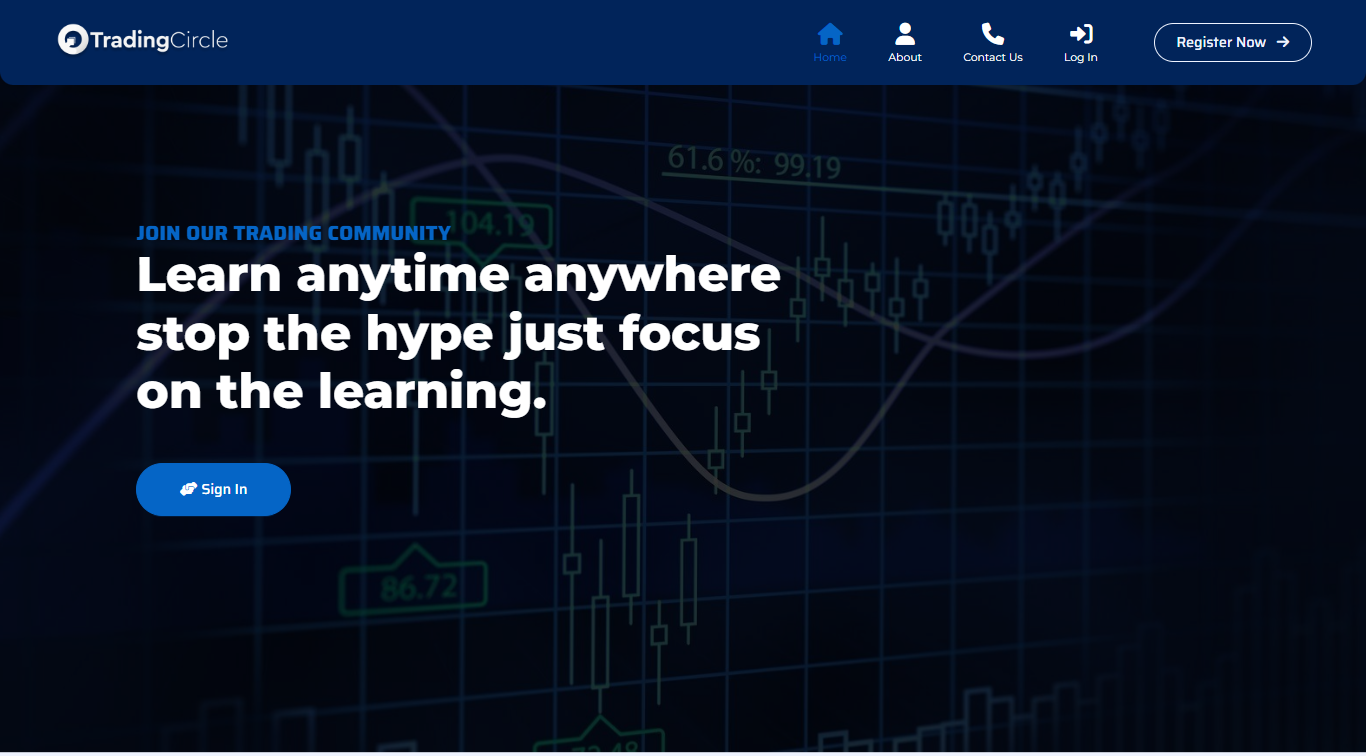 TradingCircle
Home
About
Contact Us
Log In
Register Now
61.6 %: 99.19
104.19
JOIN OUR TRADING COMMUNITY
Learn anytime anywhere
stop the hype just focus
on the learning.
Sign In
86.72